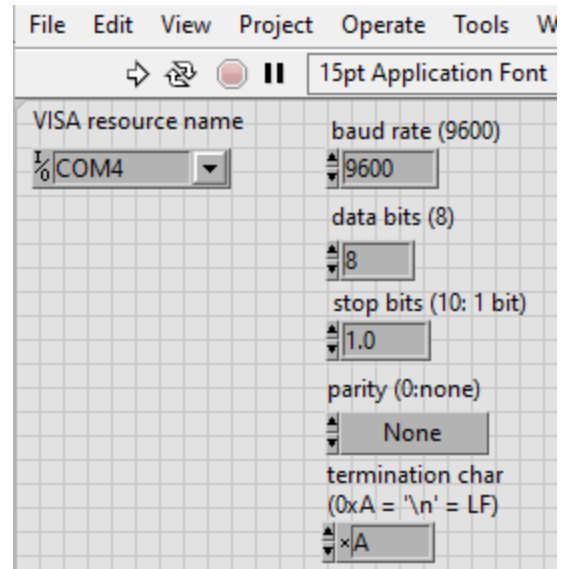 File Edit View Project Operate Tools W
15pt Application Font
VISA resource name
I/O COM4
baud rate (9600)
9600
data bits (8)
8
stop bits (10: 1 bit)
1.0
parity (0:none)
None
termination char
(0xA = '\n' = LF)
×A